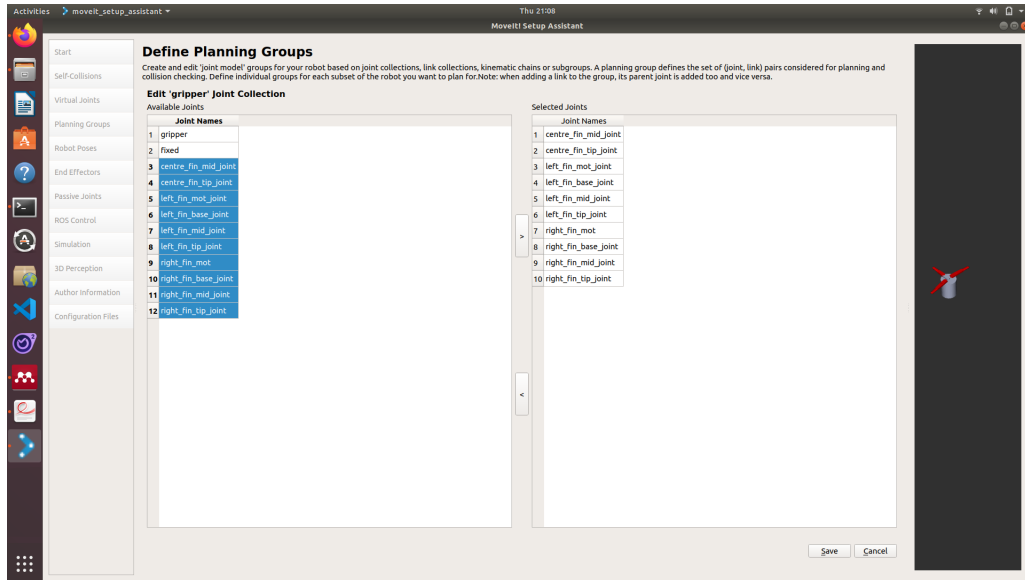 Activities
moveit_setup_assistant
Thu 21:08
MoveIt! Setup Assistant
Start
Self-Collisions
Virtual Joints
Planning Groups
Robot Poses
End Effectors
Passive Joints
ROS Control
Simulation
3D Perception
Author Information
Configuration Files
Define Planning Groups
Create and edit 'joint model' groups for your robot based on joint collections, link collections, kinematic chains or subgroups. A planning group defines the set of (joint, link) pairs considered for planning and
collision checking. Define individual groups for each subset of the robot you want to plan for.Note: when adding a link to the group, its parent joint is added too and vice versa.
Edit 'gripper' Joint Collection
Available Joints
Joint Names
1 gripper
2 fixed
3 centre_fin_mid_joint
4 centre_fin_tip_joint
5 left_fin_mot_joint
6 left_fin_base_joint
7 left_fin_mid_joint
8 left_fin_tip_joint
9 right_fin_mot
10 right_fin_base_joint
11 right_fin_mid_joint
12 right_fin_tip_joint
>
<
Selected Joints
Joint Names
1 centre_fin_mid_joint
2 centre_fin_tip_joint
3 left_fin_mot_joint
4 left_fin_base_joint
5 left_fin_mid_joint
6 left_fin_tip_joint
7 right_fin_mot
8 right_fin_base_joint
9 right_fin_mid_joint
10 right_fin_tip_joint
Save Cancel